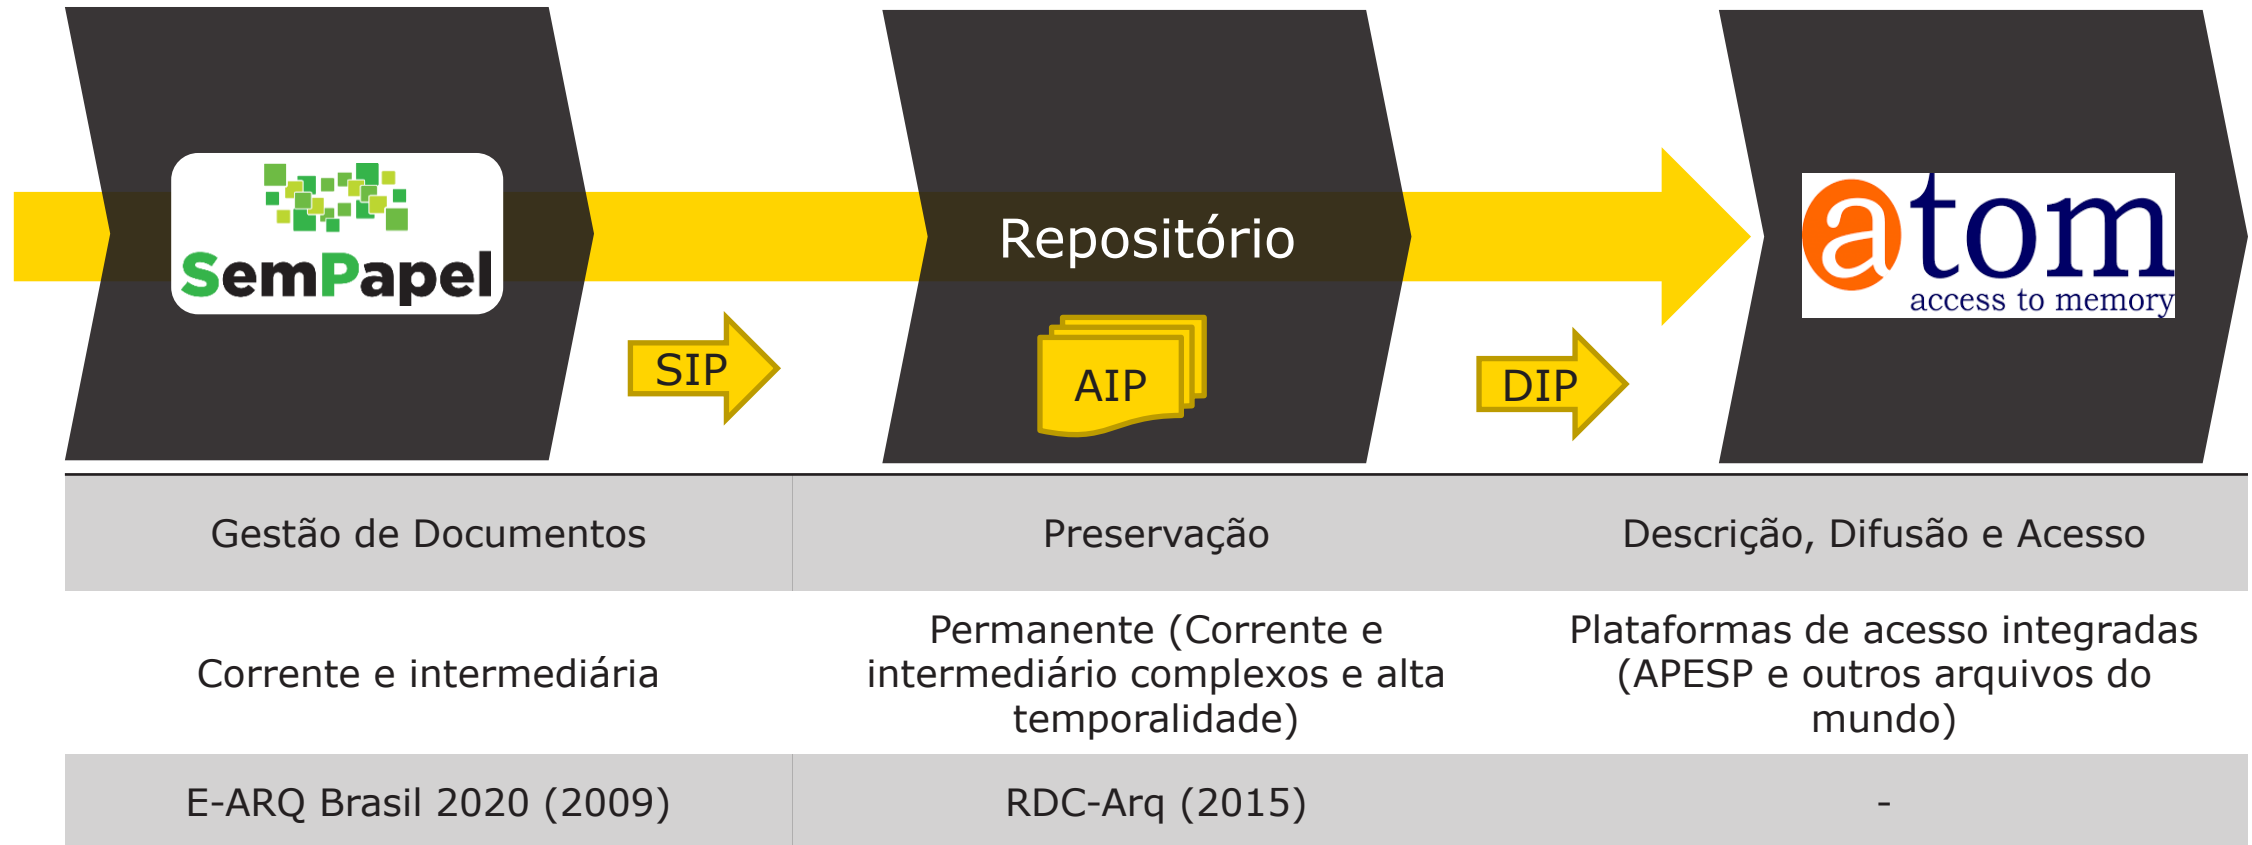 SemPapel
Repositório
atom
access to memory
SIP
AIP
DIP
Gestão de Documentos
Preservação
Descrição, Difusão e Acesso
Corrente e intermediária
Permanente (Corrente e
intermediário complexos e alta
temporalidade)
Plataformas de acesso integradas
(APESP e outros arquivos do
mundo)
E-ARQ Brasil 2020 (2009)
RDC-Arq (2015)
-